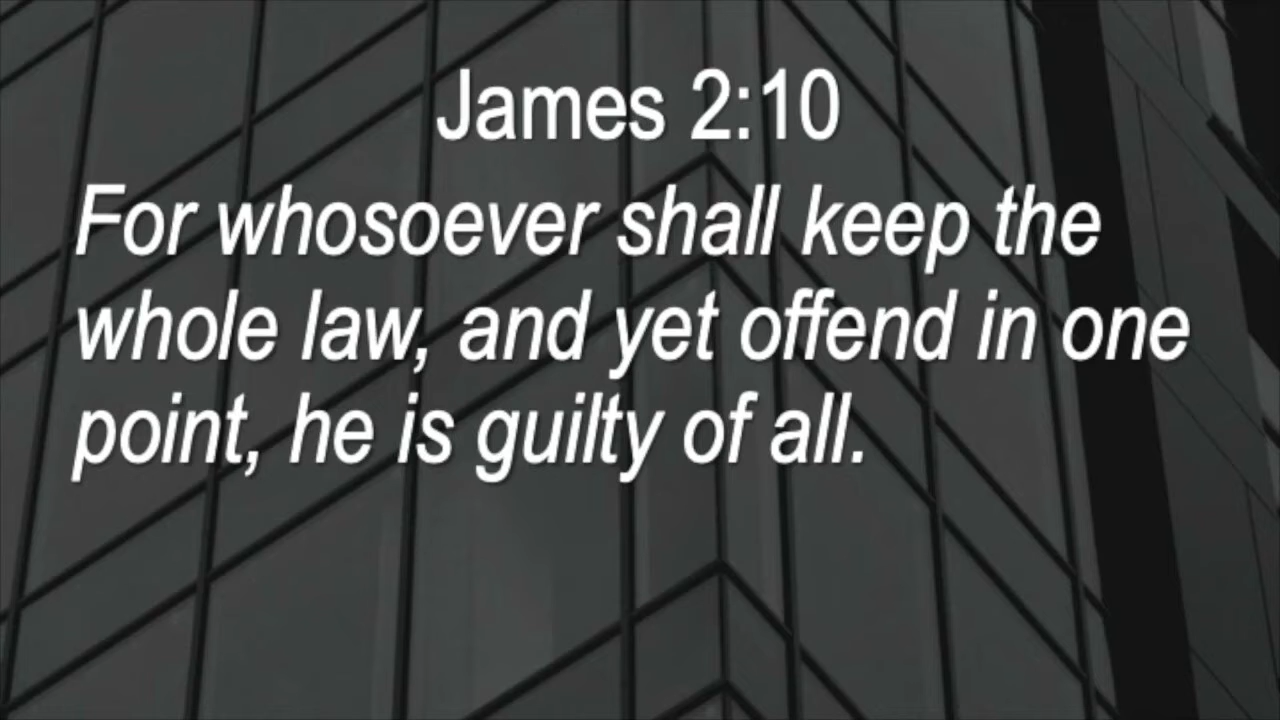 James 2:10
For whosoever shall keep the
whole law, and yet offend in one
point, he is guilty of all.